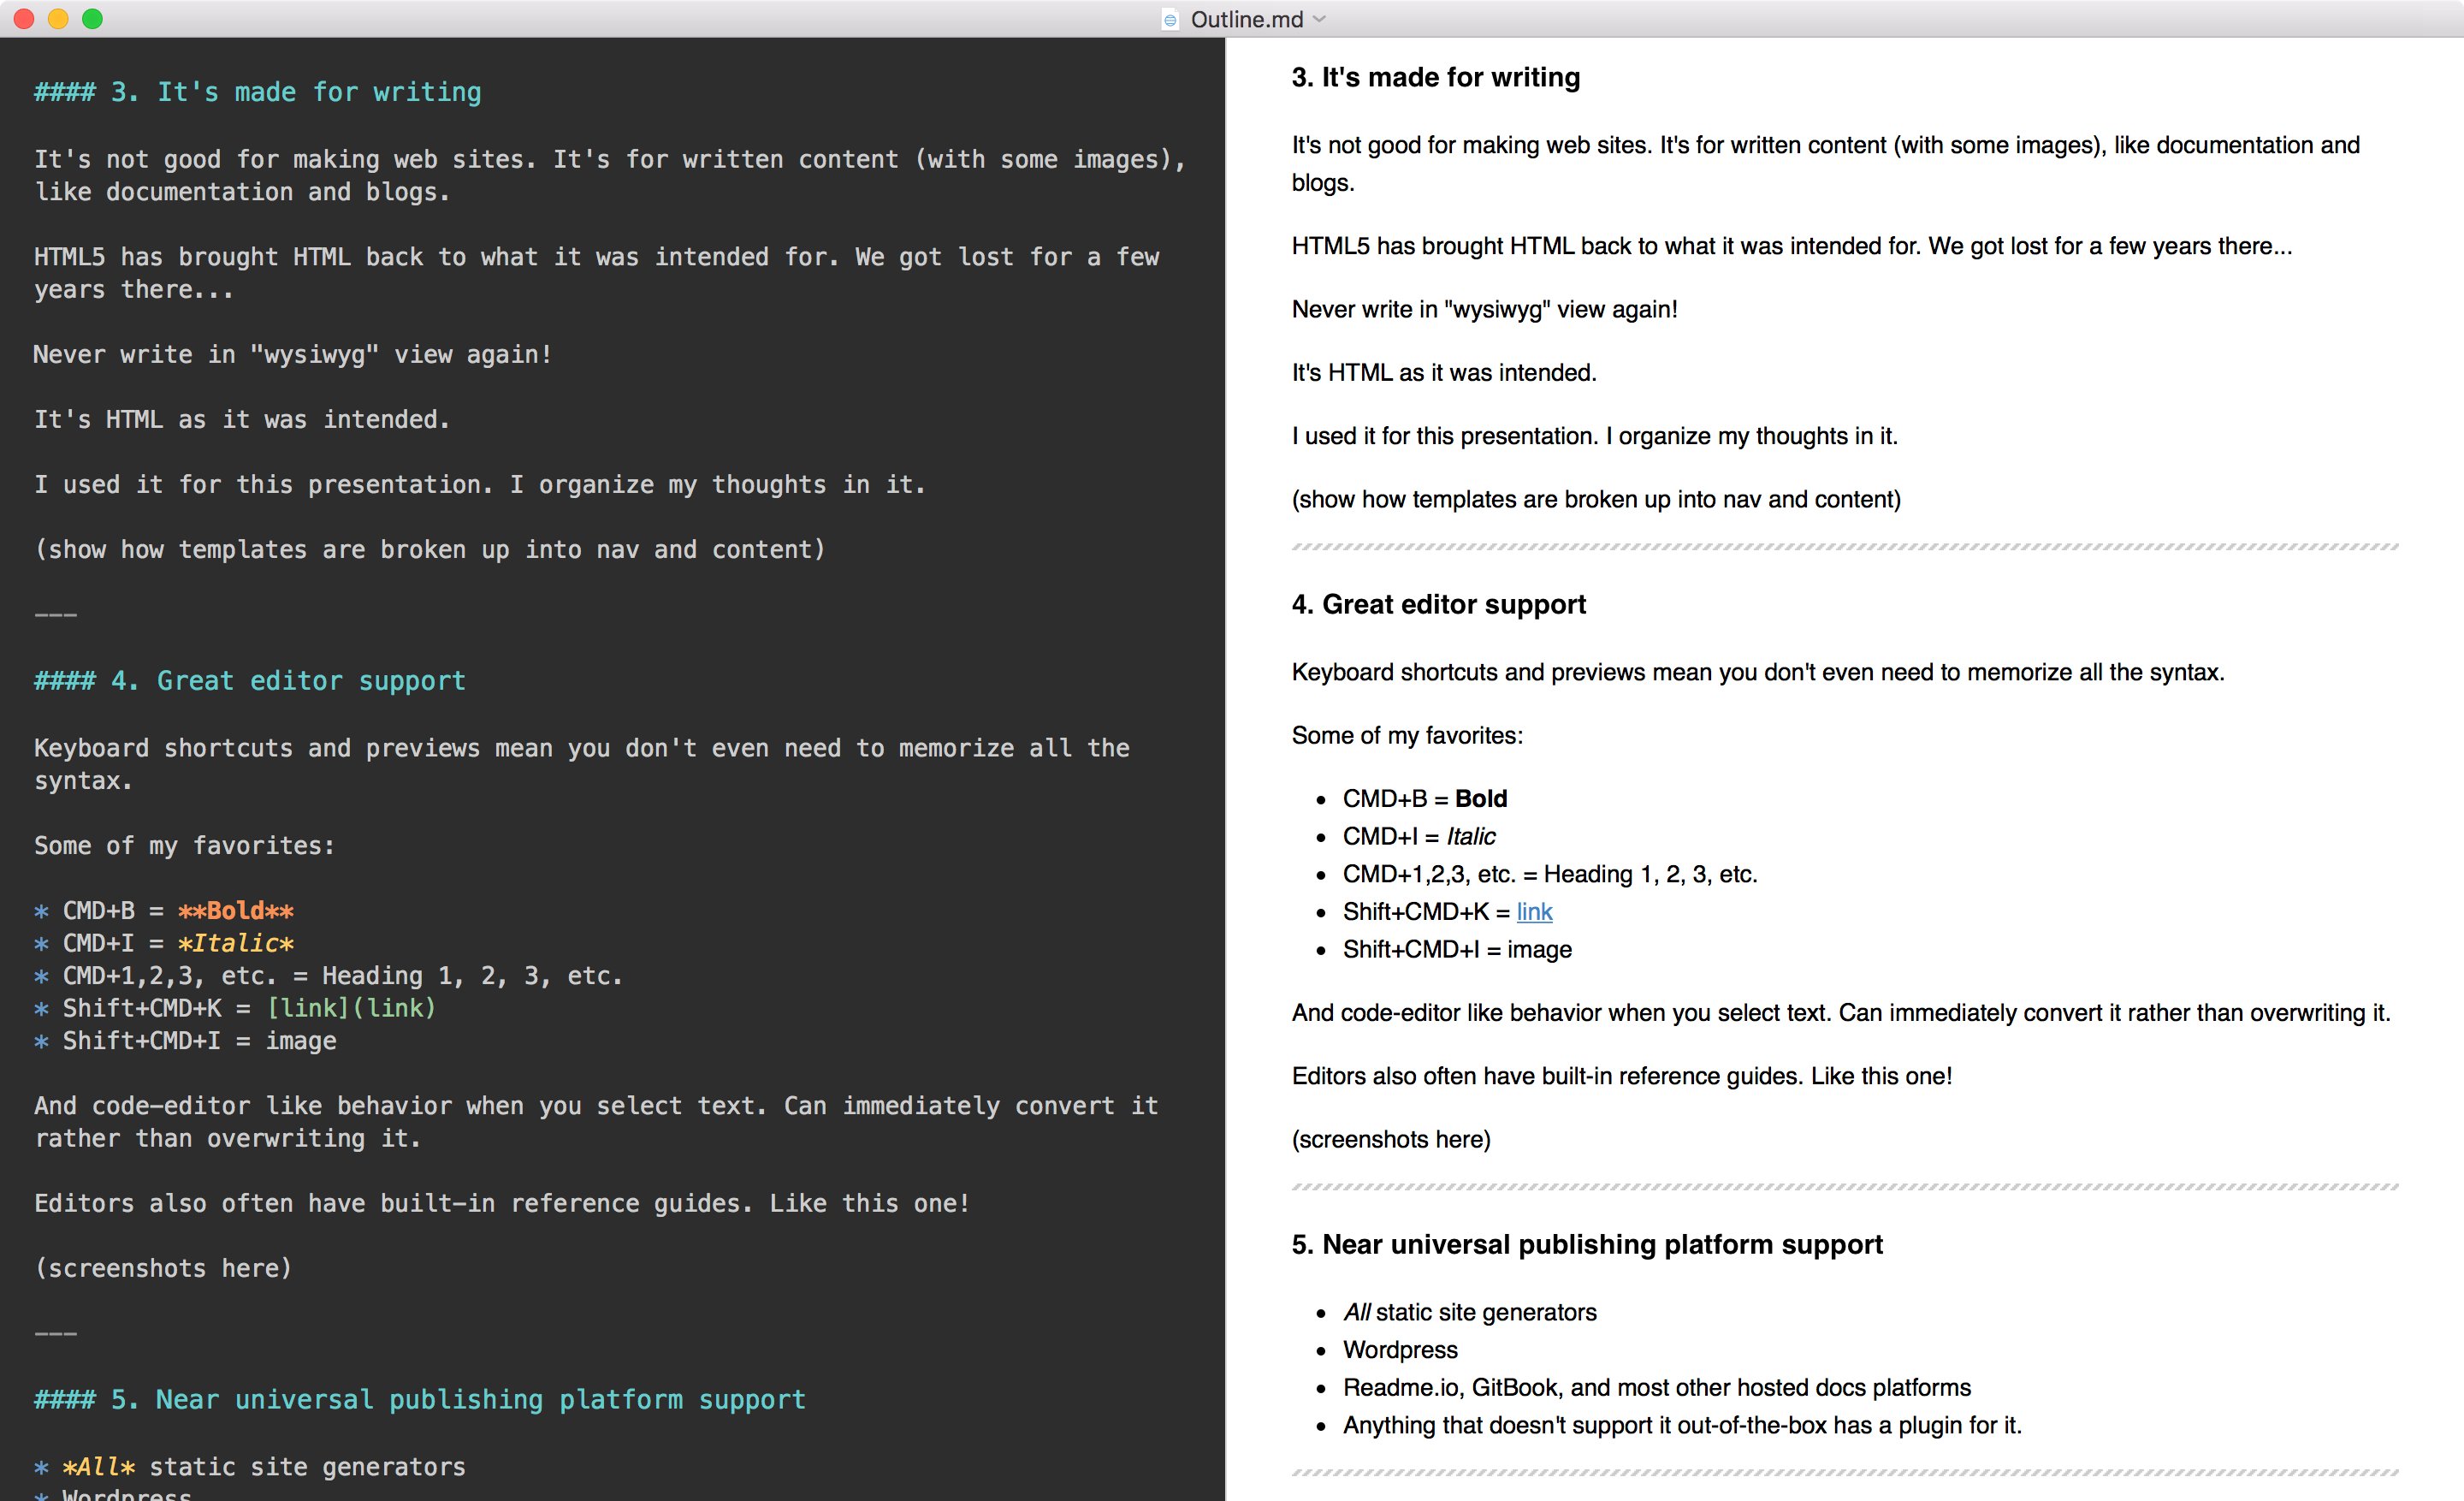 Outline.md
#### 3. It's made for writing
It's not good for making web sites. It's for written content (with some images),
like documentation and blogs.
HTML5 has brought HTML back to what it was intended for. We got lost for a few
years there...
Never write in "wysiwyg" view again!
It's HTML as it was intended.
I used it for this presentation. I organize my thoughts in it.
(show how templates are broken up into nav and content)
---
#### 4. Great editor support
Keyboard shortcuts and previews mean you don't even need to memorize all the
syntax.
Some of my favorites:
* CMD+B = **Bold**
* CMD+I = *Italic*
* CMD+1,2,3, etc. = Heading 1, 2, 3, etc.
* Shift+CMD+K = [link](link)
* Shift+CMD+I = image
And code-editor like behavior when you select text. Can immediately convert it
rather than overwriting it.
Editors also often have built-in reference guides. Like this one!
(screenshots here)
---
#### 5. Near universal publishing platform support
* *All* static site generators
* Wordpress
3. It's made for writing
It's not good for making web sites. It's for written content (with some images), like documentation and
blogs.
HTML5 has brought HTML back to what it was intended for. We got lost for a few years there...
Never write in "wysiwyg" view again!
It's HTML as it was intended.
I used it for this presentation. I organize my thoughts in it.
(show how templates are broken up into nav and content)
4. Great editor support
Keyboard shortcuts and previews mean you don't even need to memorize all the syntax.
Some of my favorites:
• CMD+B = Bold
• CMD+I = Italic
• CMD+1,2,3, etc. = Heading 1, 2, 3, etc.
• Shift+CMD+K = link
• Shift+CMD+I = image
And code-editor like behavior when you select text. Can immediately convert it rather than overwriting it.
Editors also often have built-in reference guides. Like this one!
(screenshots here)
5. Near universal publishing platform support
• All static site generators
• Wordpress
• Readme.io, GitBook, and most other hosted docs platforms
• Anything that doesn't support it out-of-the-box has a plugin for it.